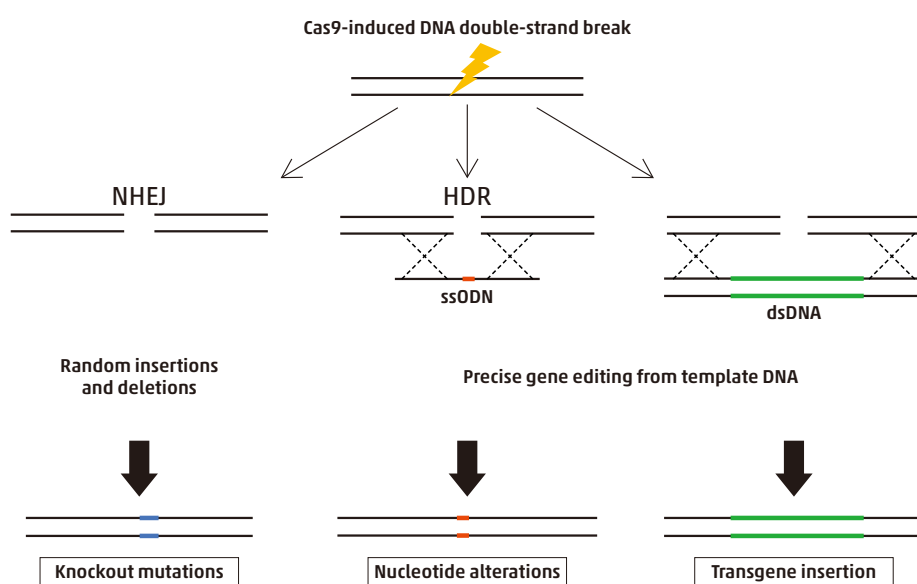 Cas9-induced DNA double-strand break
NHEJ
HDR
ssODN
dsDNA
Random insertions
and deletions
Precise gene editing from template DNA
Knockout mutations
Nucleotide alterations
Transgene insertion